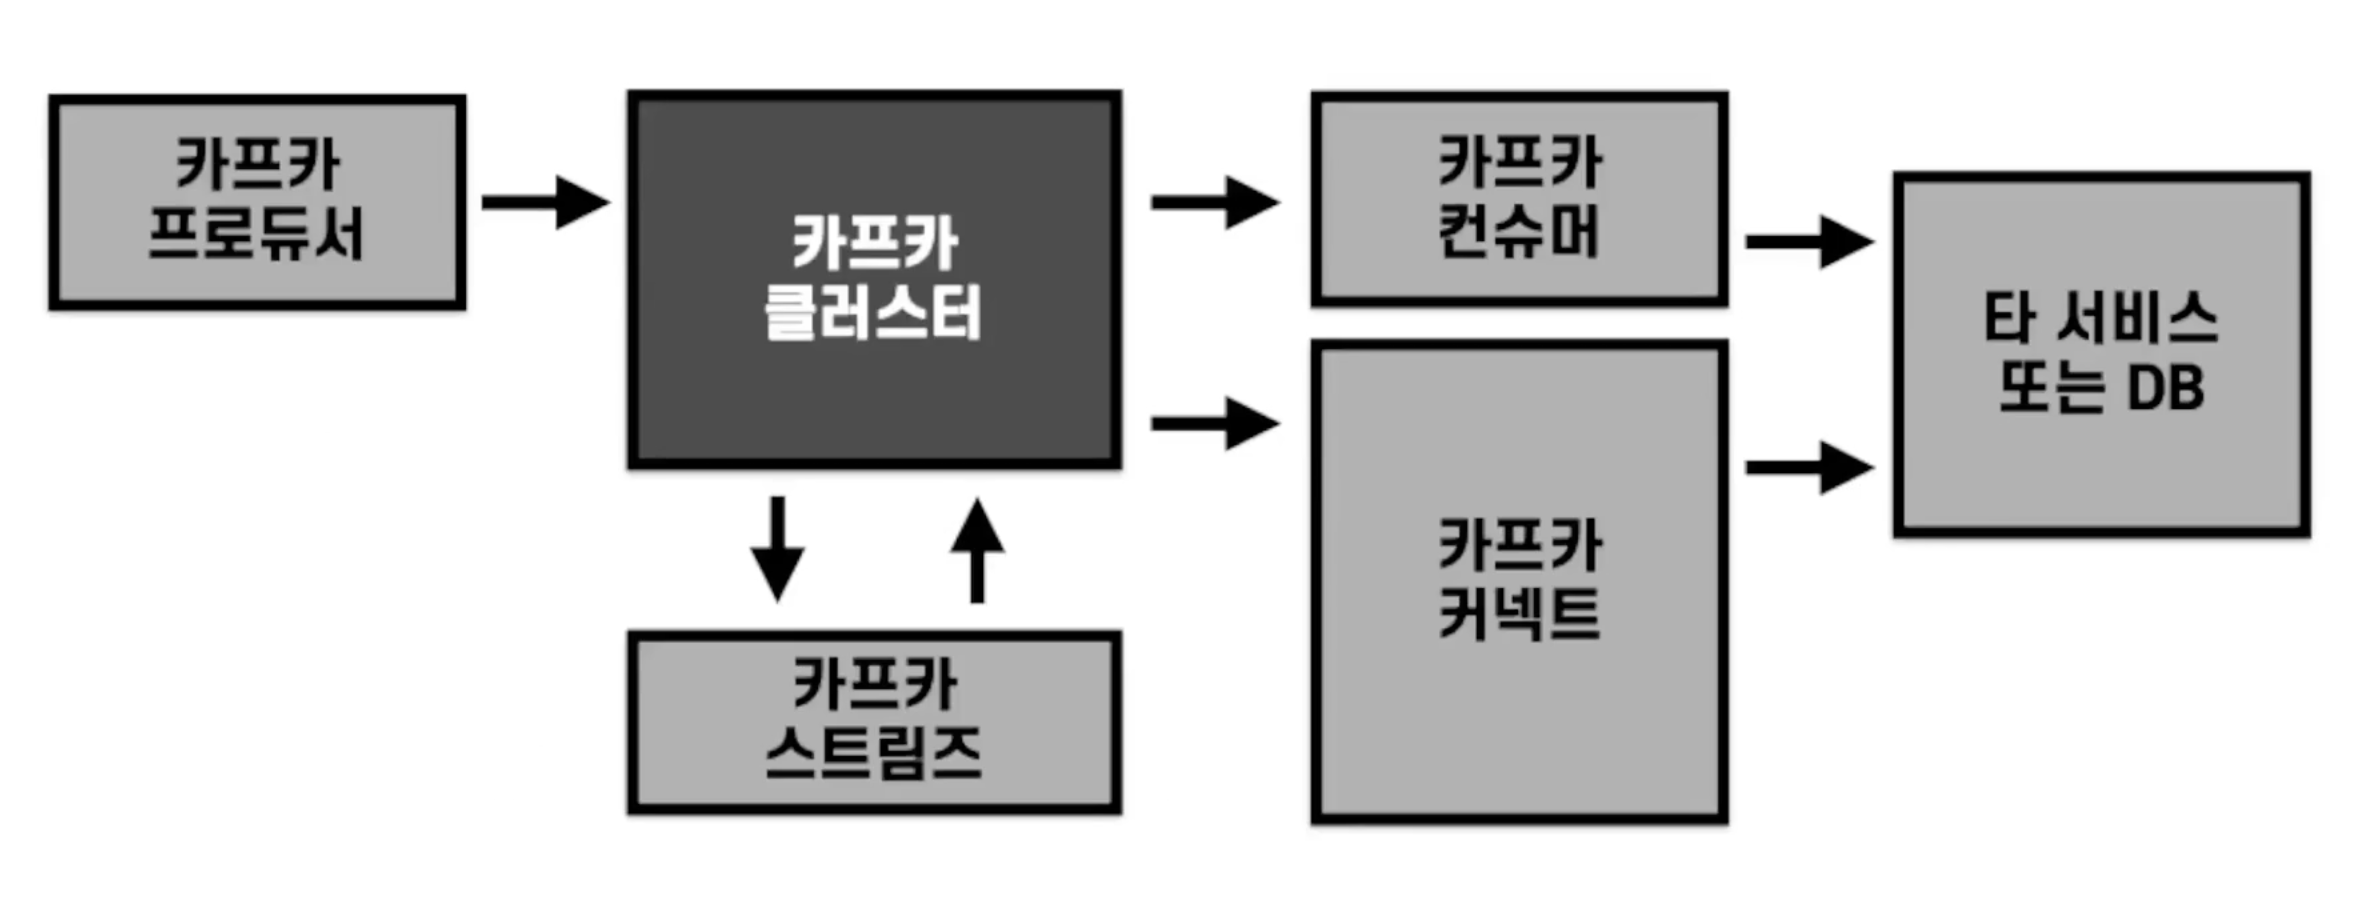 카프카
프로듀서
카프카
클러스터
카프카
컨슈머
타 서비스
또는 DB
카프카
커넥트
카프카
스트림즈